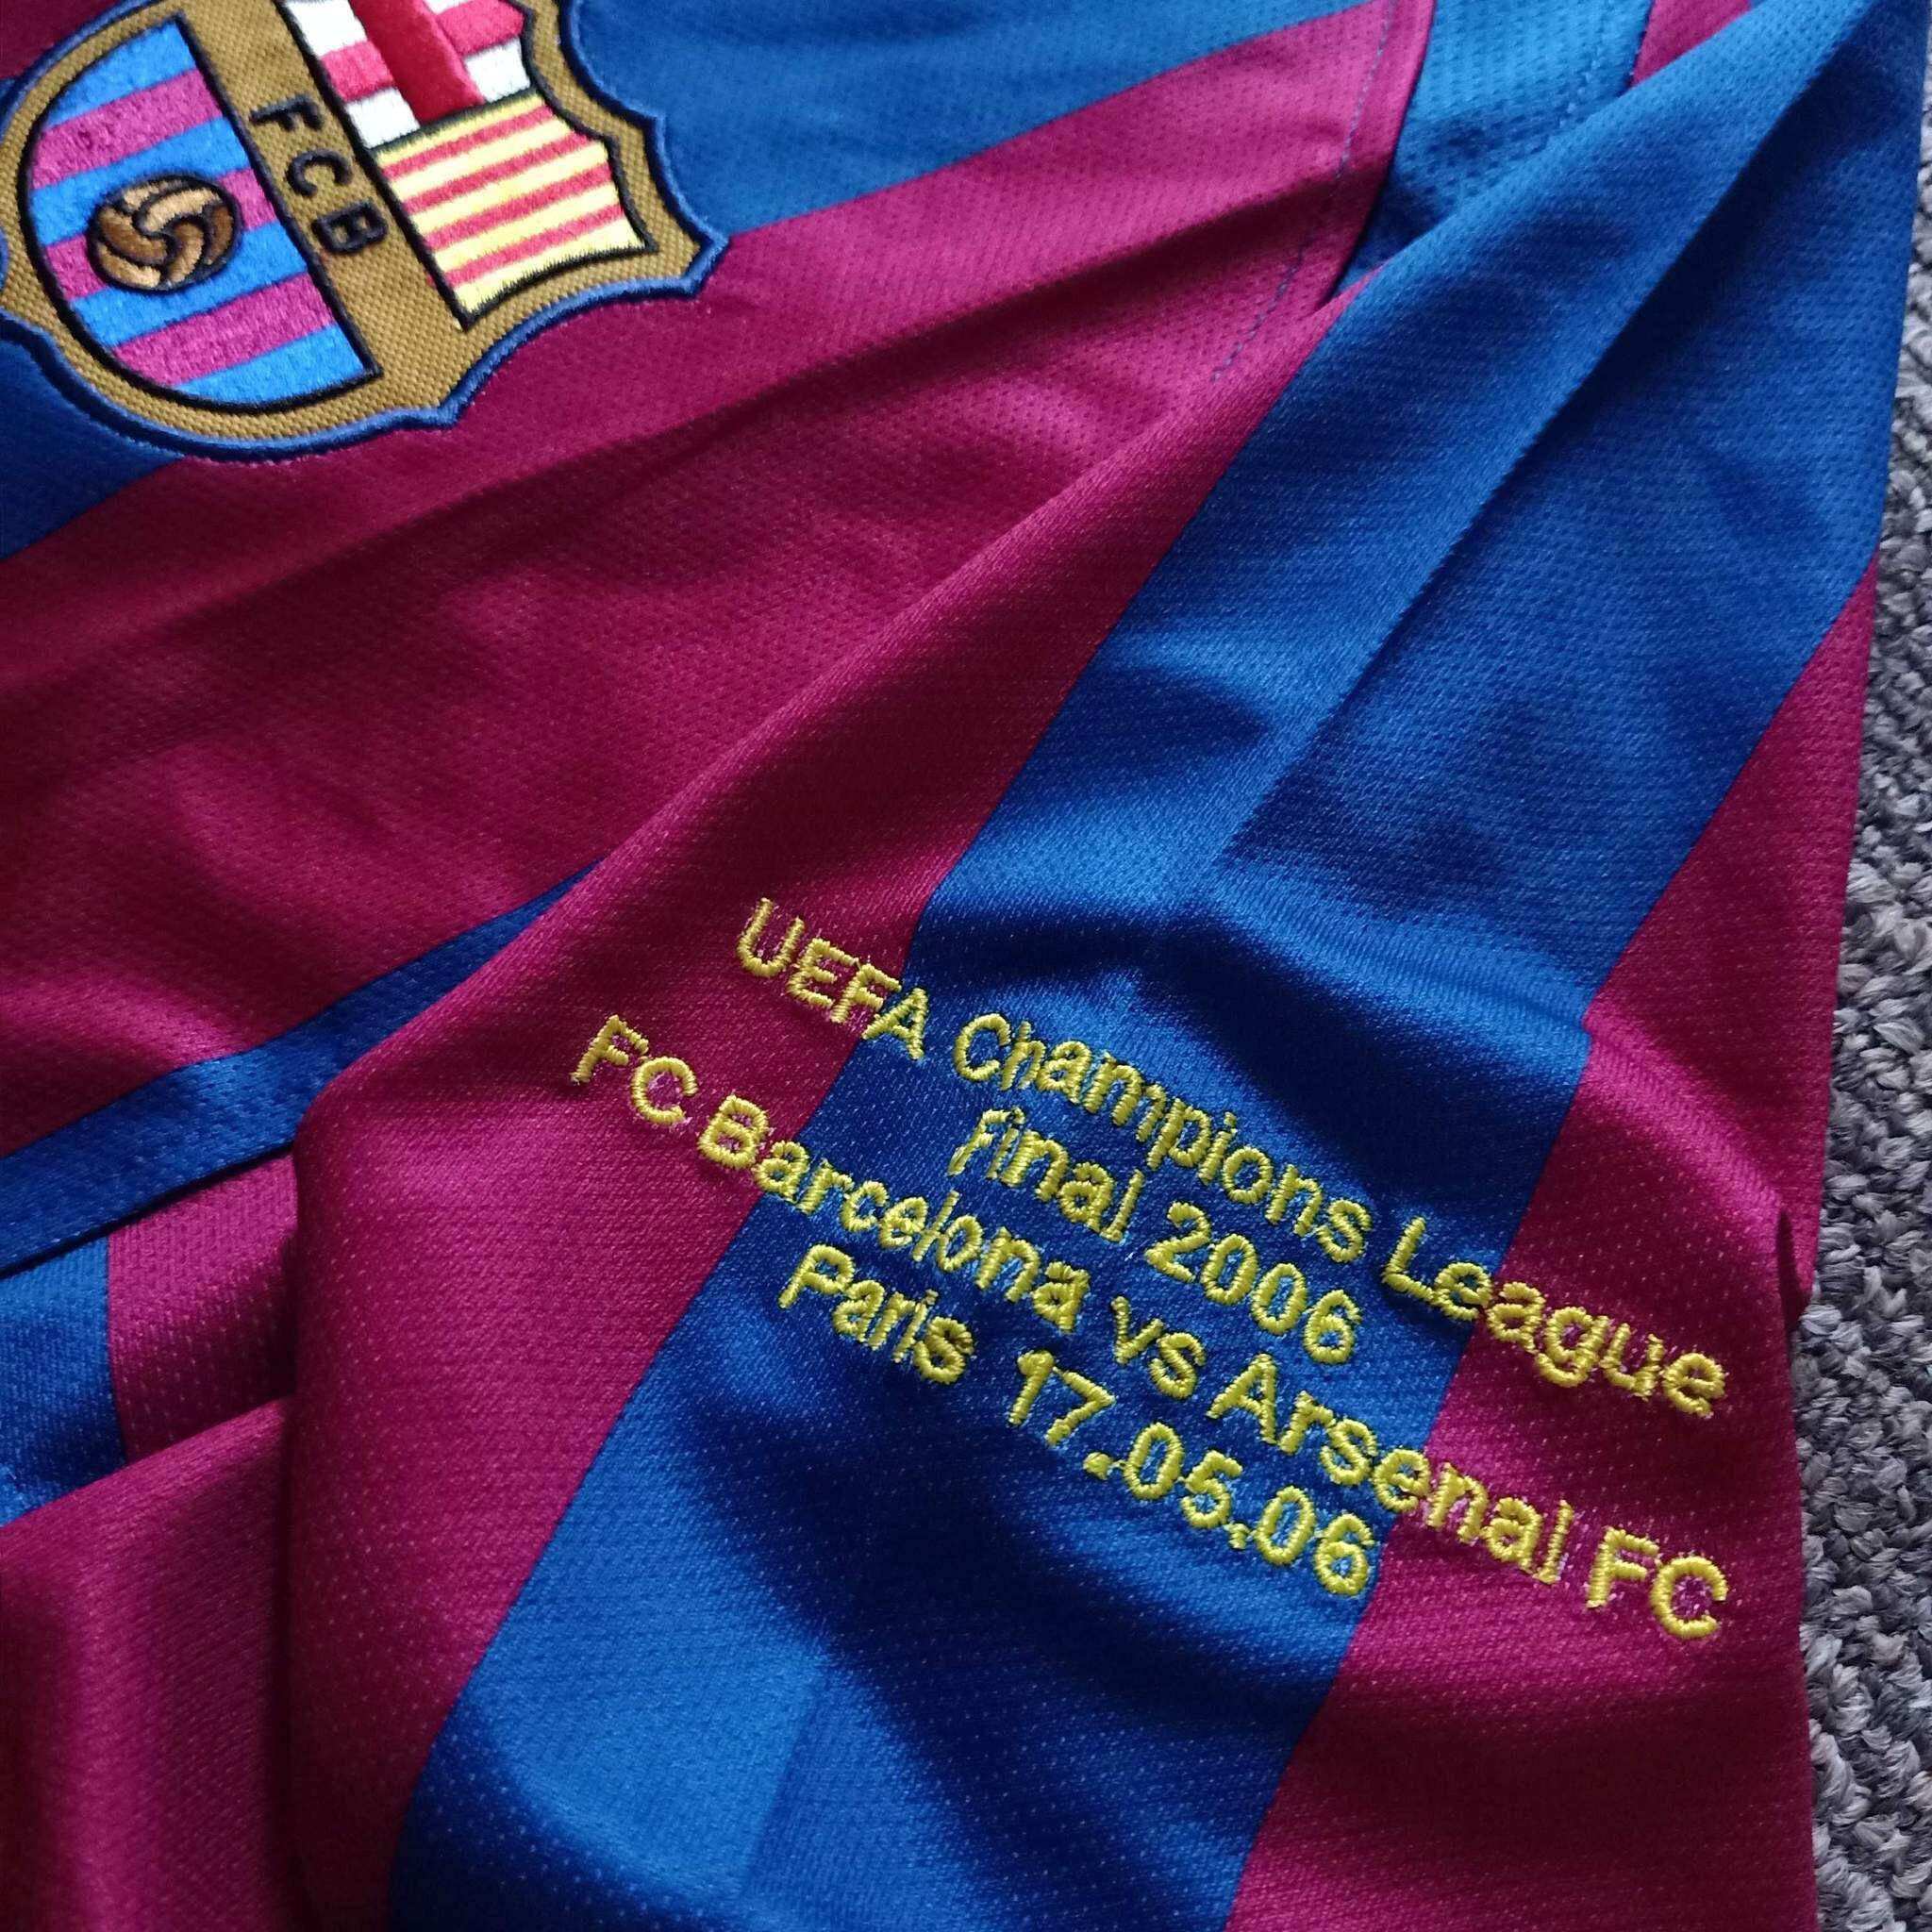 FCB
UEFA Champions League
final 2006
FC Barcelona vs Arsenal FC
Paris 17.05.06